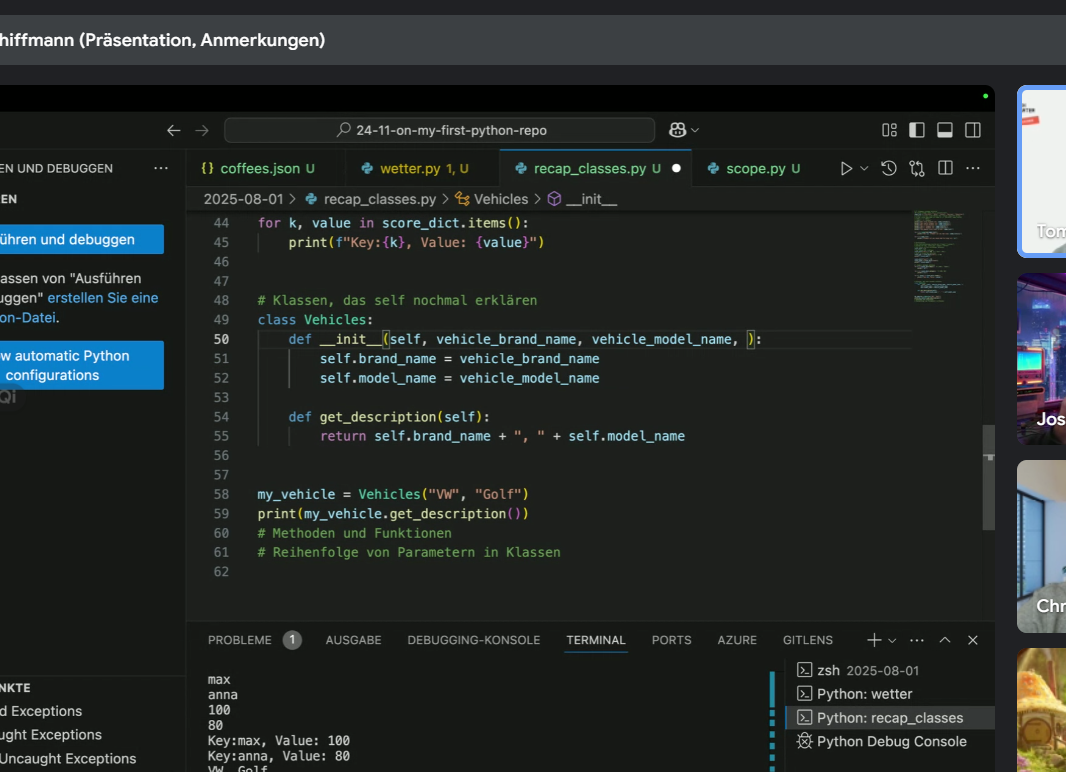 hiffmann (Präsentation, Anmerkungen)
24-11-on-my-first-python-repo
EN UND DEBUGGEN
{} coffees.json U
wetter.py 1, U
recap_classes.py U
scope.py U
EN
2025-08-01 > recap_classes.py > Vehicles > __init__
ühren und debuggen
assen von "Ausführen
uggen" erstellen Sie eine
on-Datei.
w automatic Python
configurations
Qi
44 for k, value in score_dict.items():
45 print(f"Key:{k}, Value: {value}")
46
47
48 # Klassen, das self nochmal erklären
49 class Vehicles:
50 def __init__(self, vehicle_brand_name, vehicle_model_name, ):
51 self.brand_name = vehicle_brand_name
52 self.model_name = vehicle_model_name
53
54 def get_description(self):
55 return self.brand_name + ", " + self.model_name
56
57
58 my_vehicle = Vehicles("VW", "Golf")
59 print(my_vehicle.get_description())
60 # Methoden und Funktionen
61 # Reihenfolge von Parametern in Klassen
62
PROBLEME 1 AUSGABE DEBUGGING-KONSOLE TERMINAL PORTS AZURE GITLENS
max
anna
100
80
Key:max, Value: 100
Key:anna, Value: 80
VW, Golf
zsh 2025-08-01
Python: wetter
Python: recap_classes
Python Debug Console
NKTE
d Exceptions
ught Exceptions
Uncaught Exceptions
Tom
Jos
Chr